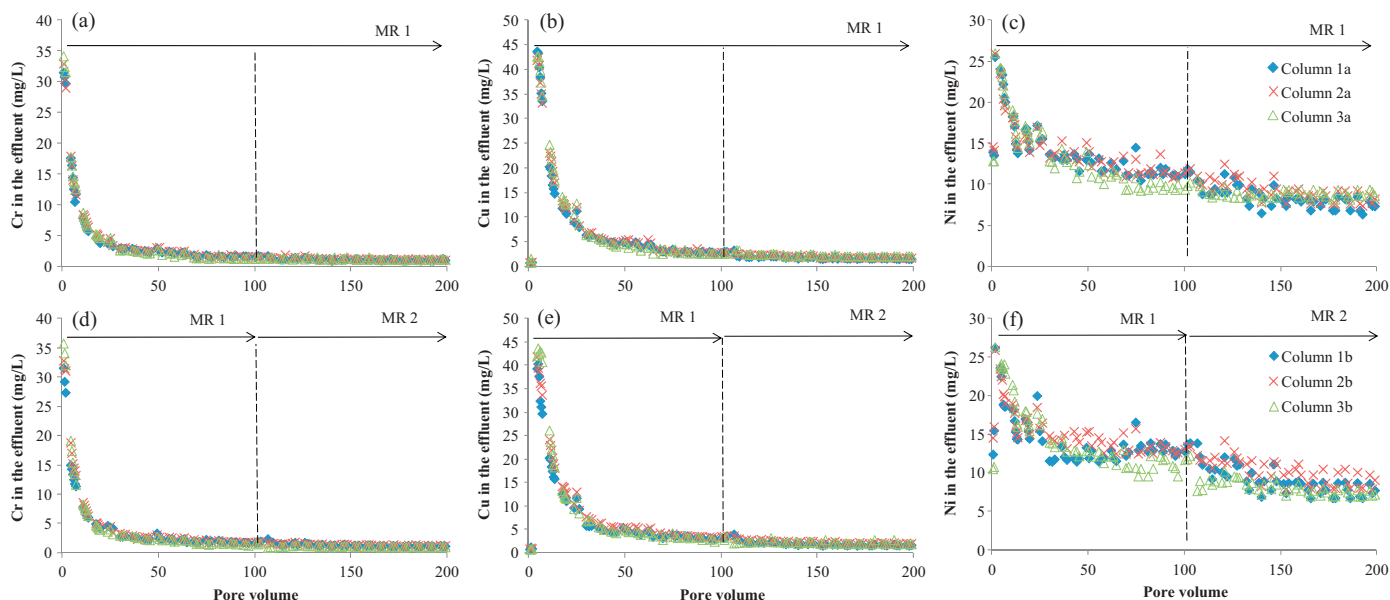 (a)
MR 1
Cr in the effluent (mg/L)
40
35
30
25
20
15
10
5
0
0 50 100 150 200
(b)
MR 1
Cu in the effluent (mg/L)
50
45
40
35
30
25
20
15
10
5
0
0 50 100 150 200
(c)
MR 1
Ni in the effluent (mg/L)
30
25
20
15
10
5
0
0 50 100 150 200
Column 1a
Column 2a
Column 3a
(d)
MR 1 MR 2
Cr in the effluent (mg/L)
40
35
30
25
20
15
10
5
0
0 50 100 150 200
Pore volume
(e)
MR 1 MR 2
Cu in the effluent (mg/L)
50
45
40
35
30
25
20
15
10
5
0
0 50 100 150 200
Pore volume
(f)
MR 1 MR 2
Ni in the effluent (mg/L)
30
25
20
15
10
5
0
0 50 100 150 200
Pore volume
Column 1b
Column 2b
Column 3b